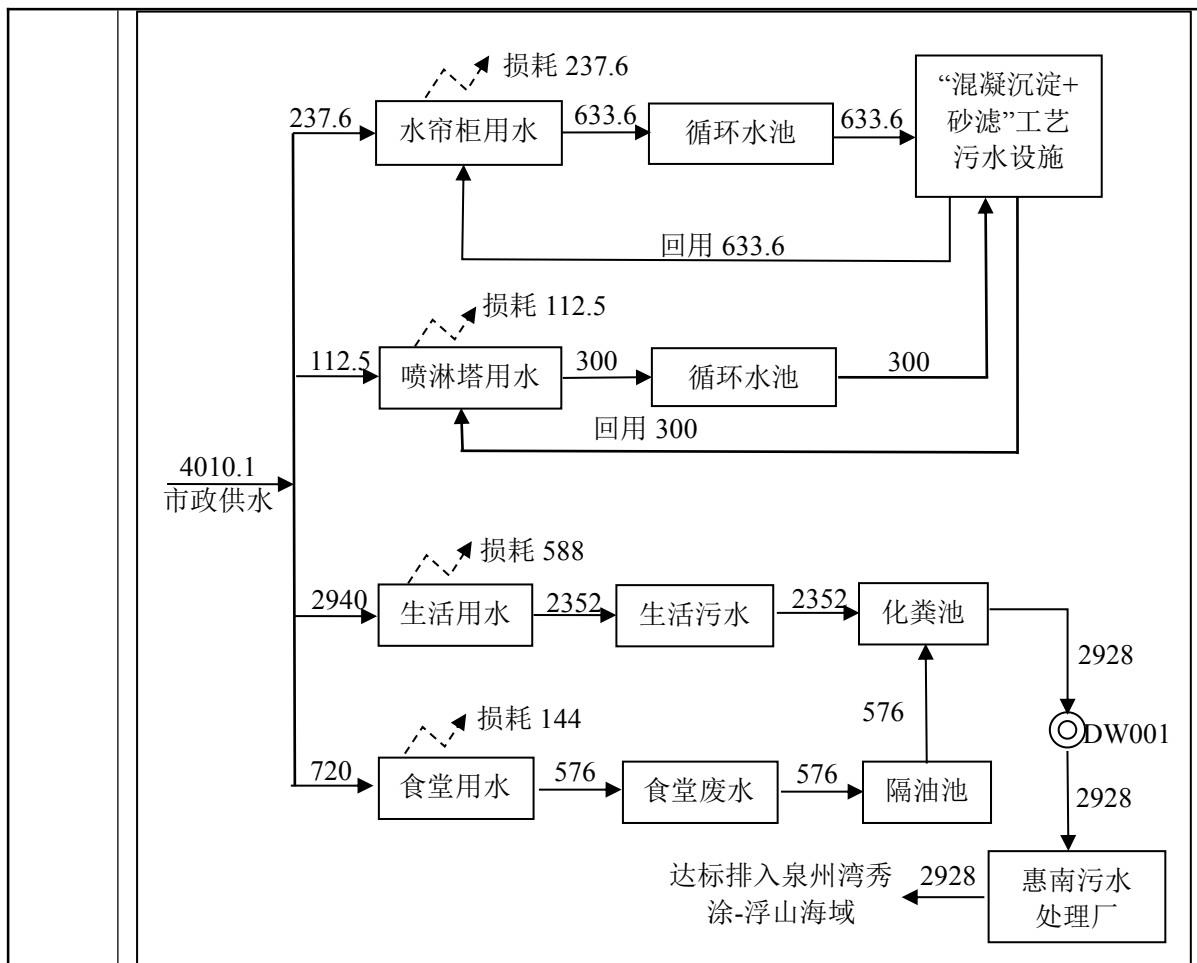 损耗 237.6
237.6
水帘柜用水
633.6
循环水池
633.6
“混凝沉淀+
砂滤”工艺
污水设施
回用 633.6
损耗 112.5
112.5
喷淋塔用水
300
循环水池
300
回用 300
4010.1
市政供水
损耗 588
2940
生活用水
2352
生活污水
2352
化粪池
2928
损耗 144
576
DW001
720
食堂用水
576
食堂废水
576
隔油池
2928
达标排入泉州湾秀
涂-浮山海域
2928
惠南污水
处理厂